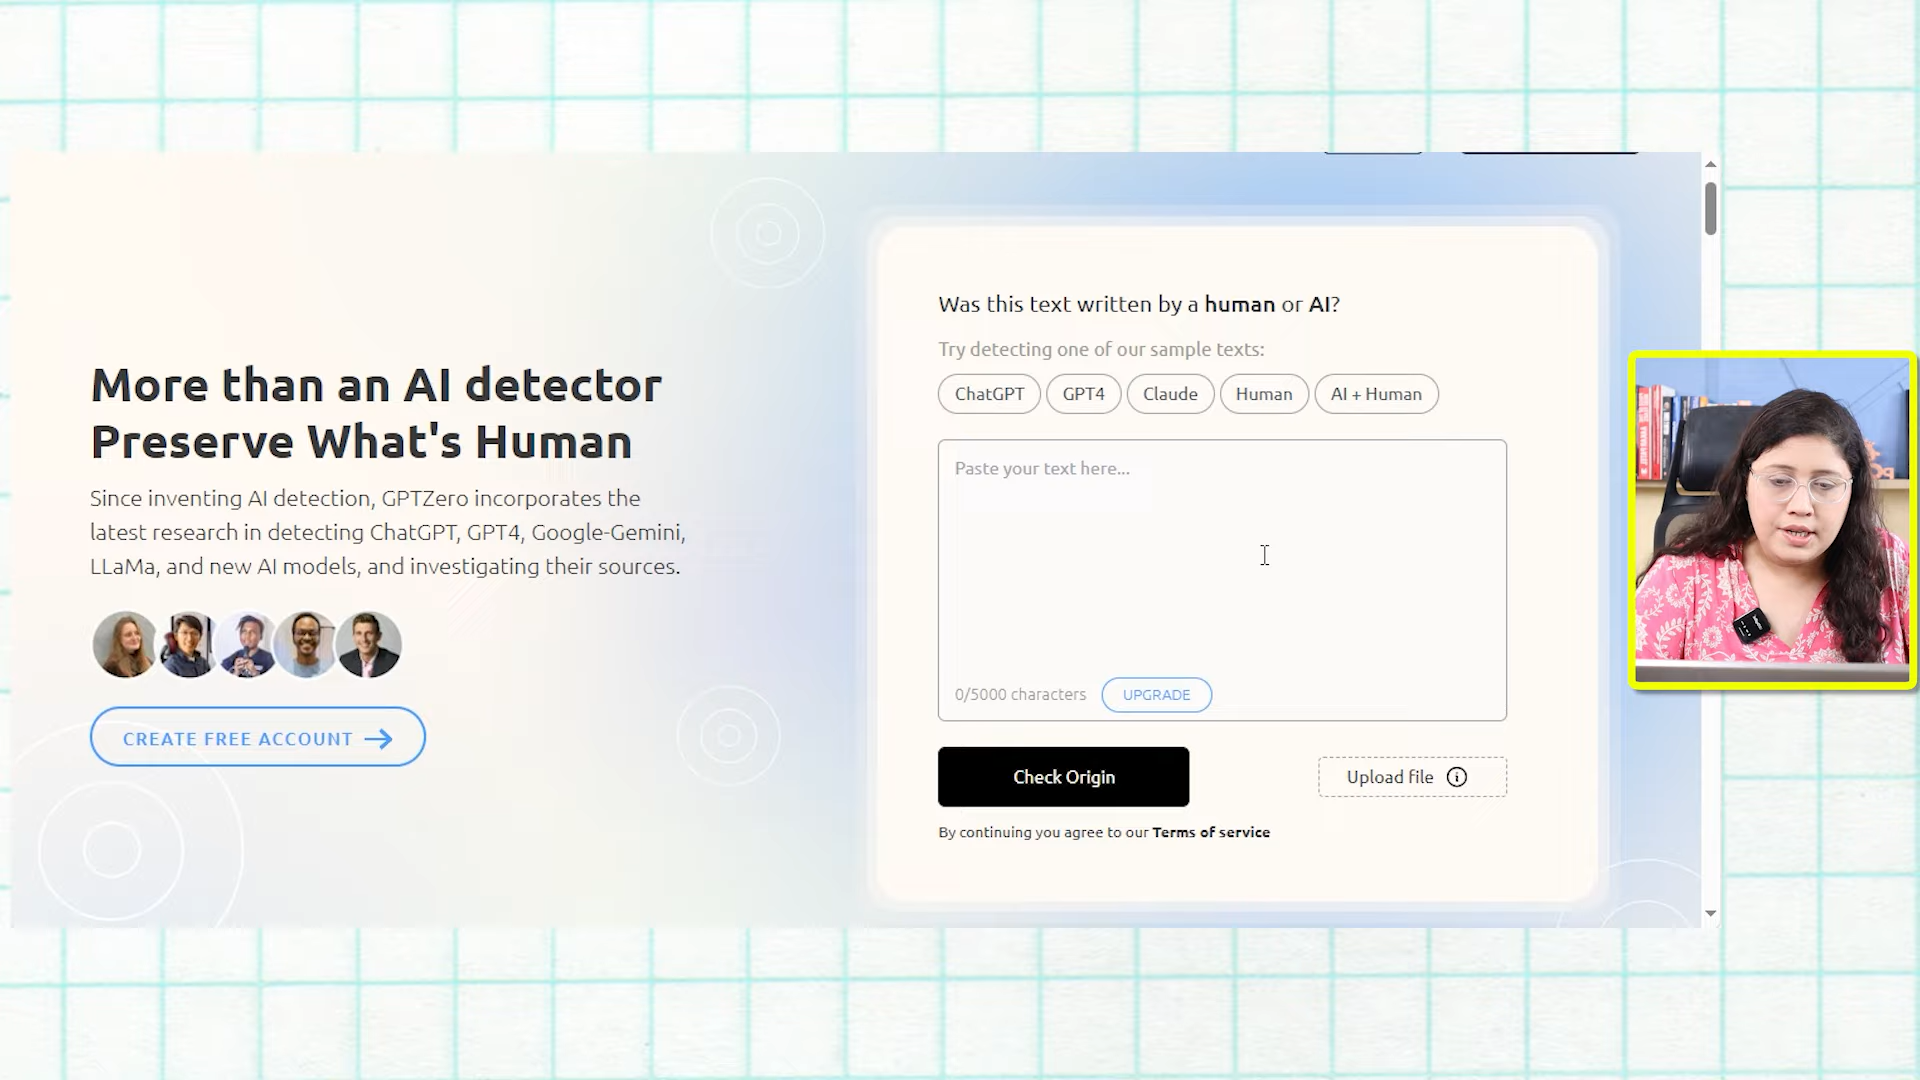 More than an AI detector
Preserve What's Human
Since inventing AI detection, GPTZero incorporates the
latest research in detecting ChatGPT, GPT4, Google-Gemini,
LLaMa, and new AI models, and investigating their sources.
CREATE FREE ACCOUNT
Was this text written by a human or AI?
Try detecting one of our sample texts:
ChatGPT GPT4 Claude Human AI + Human
Paste your text here...
0/5000 characters UPGRADE
Check Origin Upload file
By continuing you agree to our Terms of service